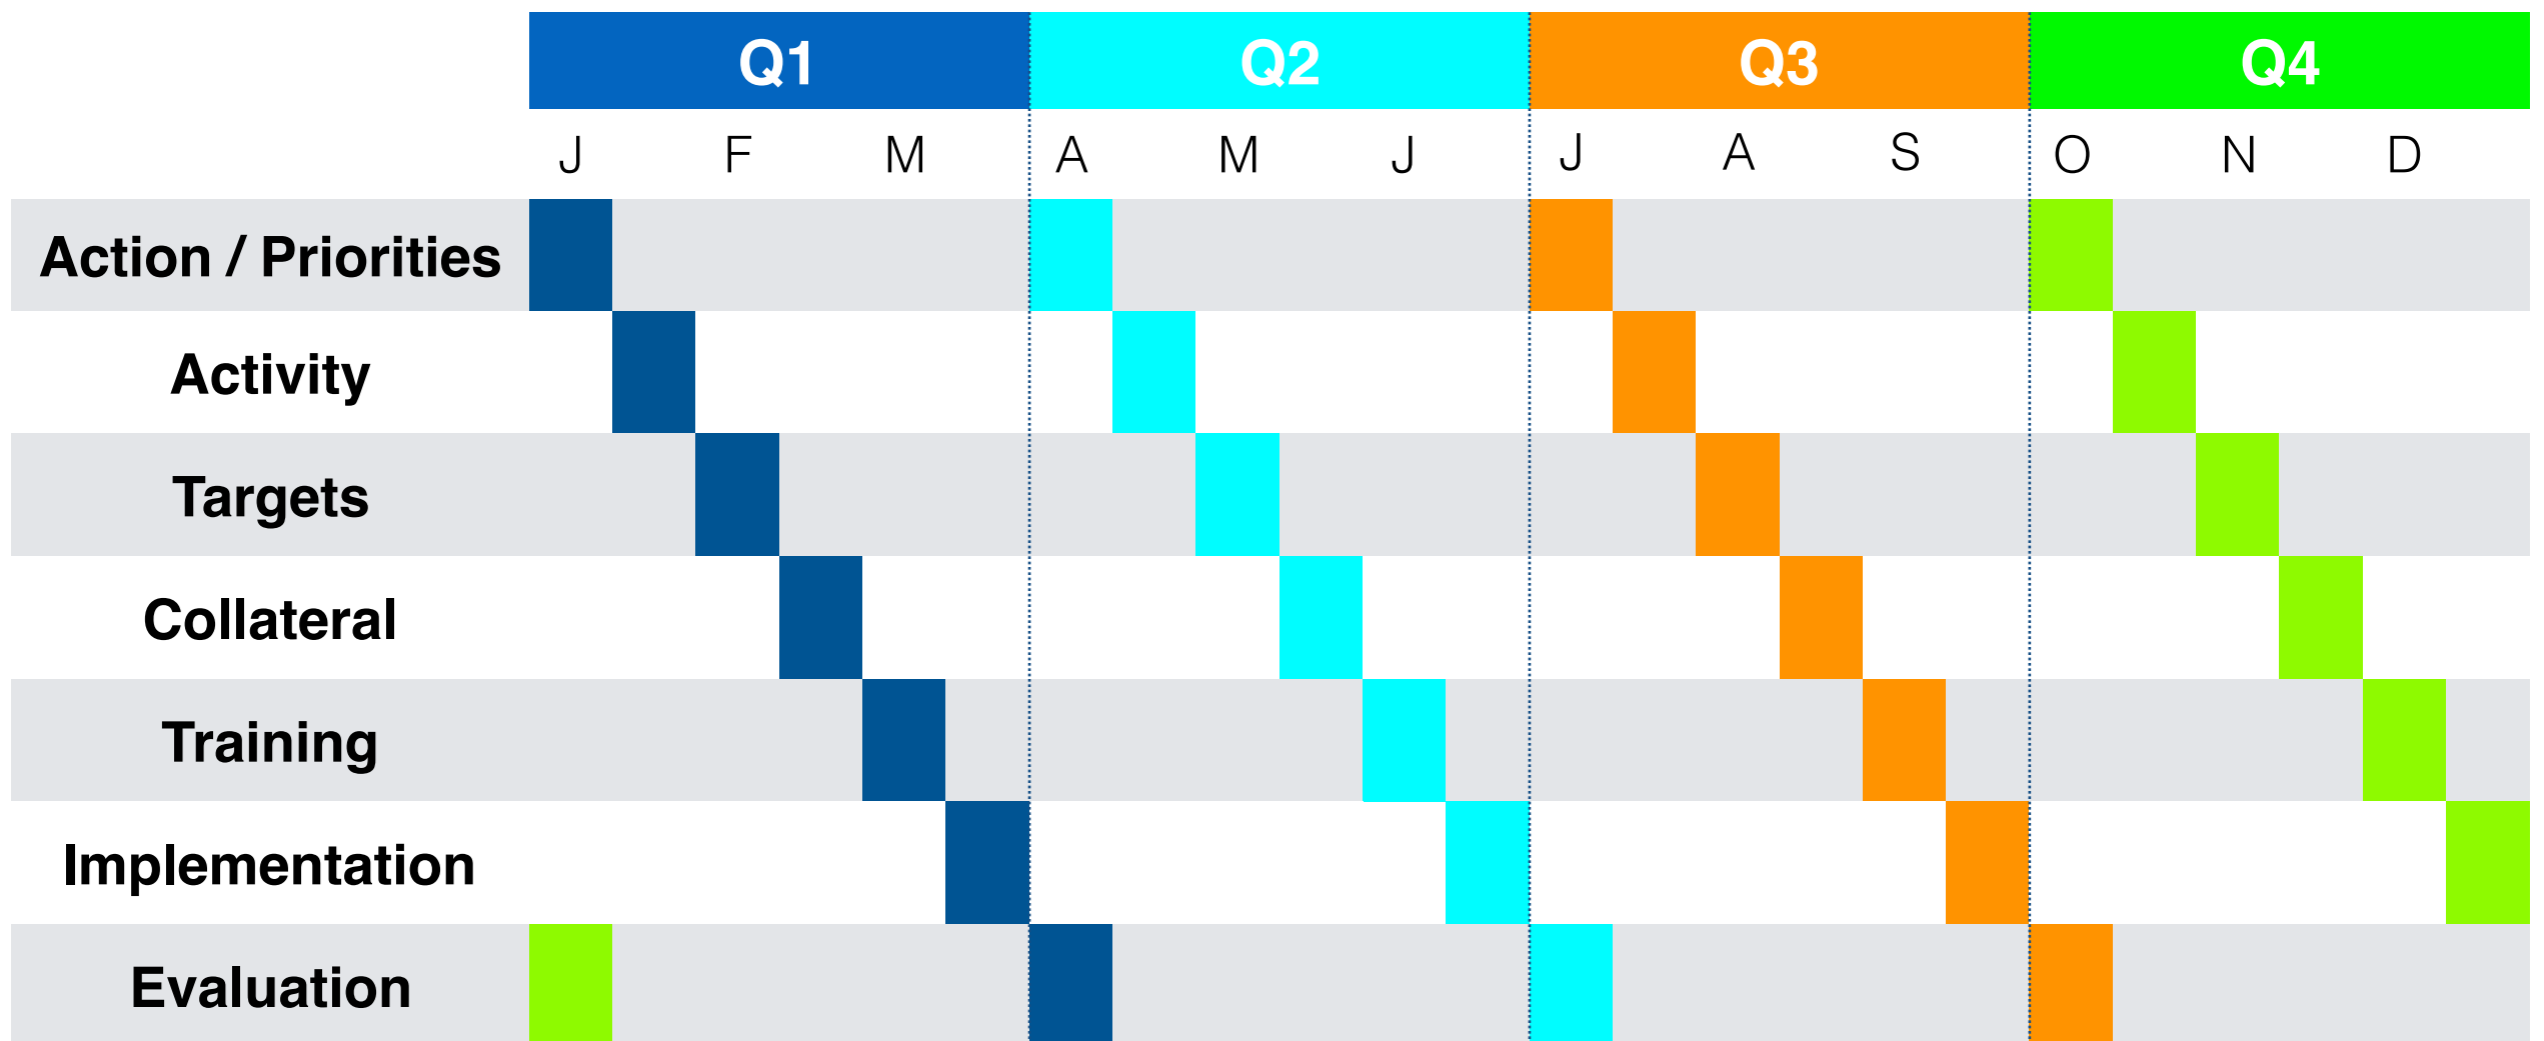 Q1 Q2 Q3 Q4
J F M A M J J A S O N D
Action / Priorities
Activity
Targets
Collateral
Training
Implementation
Evaluation